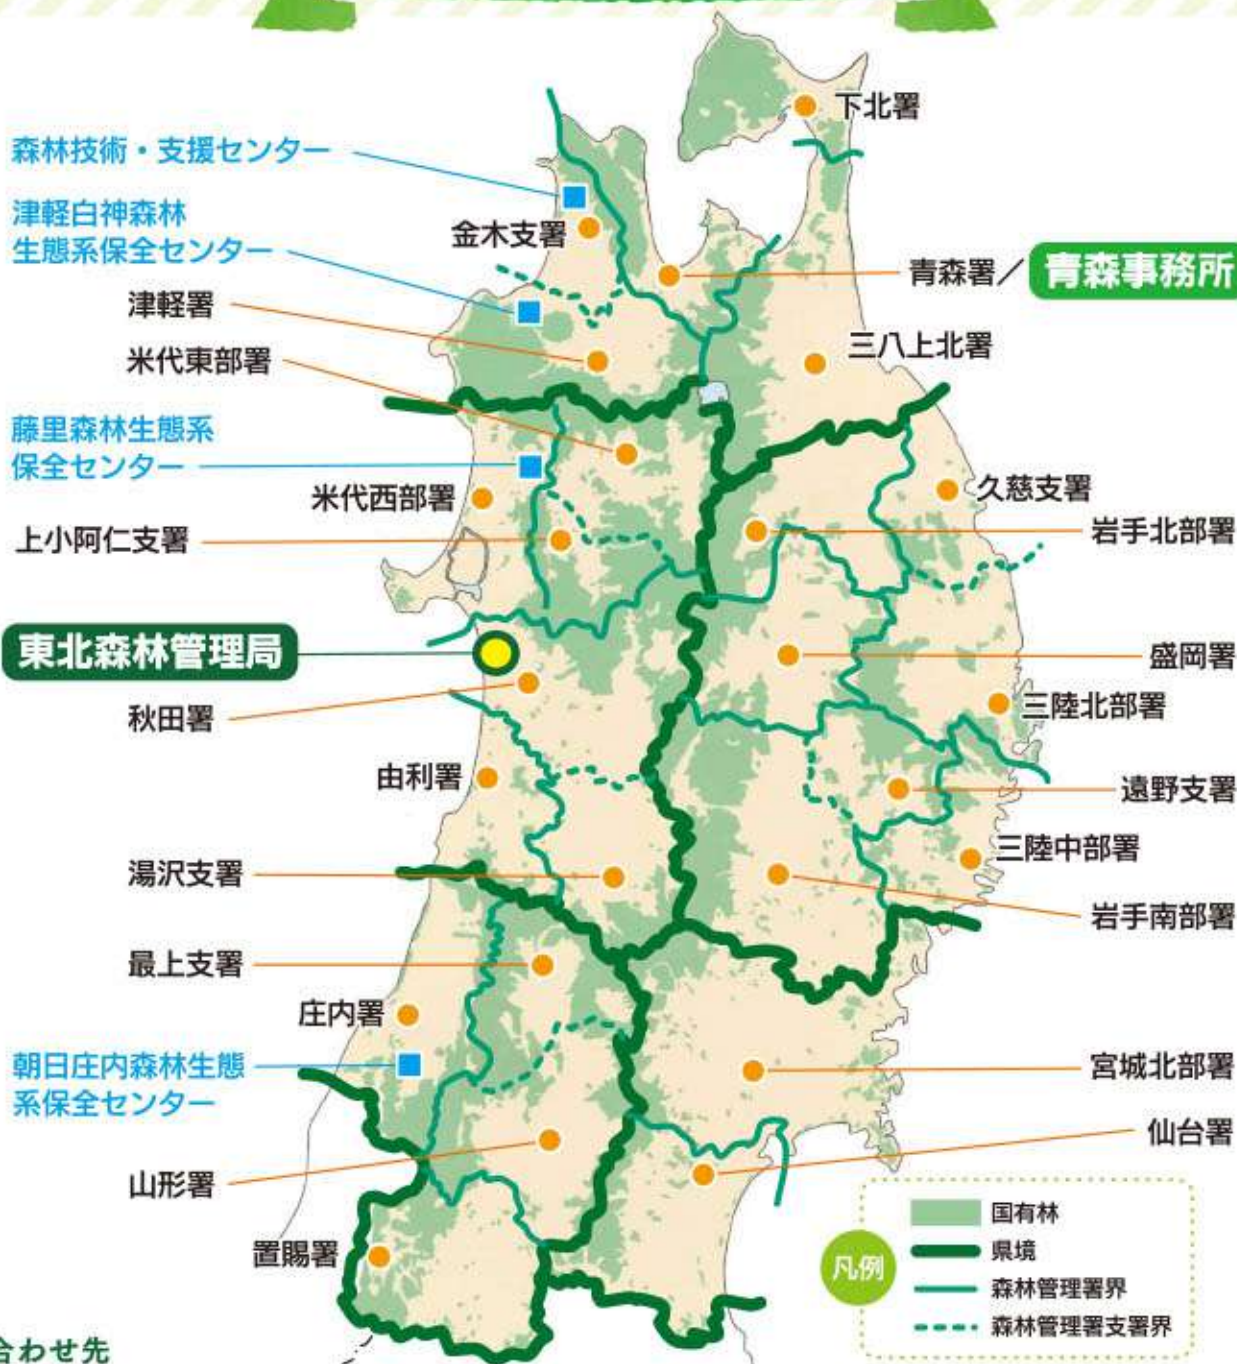 下北署
森林技術・支援センター
津軽白神森林
生態系保全センター
金木支署
青森署／
青森事務所
津軽署
米代東部署
三八上北署
藤里森林生態系
保全センター
米代西部署
久慈支署
上小阿仁支署
岩手北部署
東北森林管理局
盛岡署
秋田署
三陸北部署
由利署
遠野支署
湯沢支署
三陸中部署
岩手南部署
最上支署
庄内署
朝日庄内森林生態
系保全センター
宮城北部署
仙台署
山形署
置賜署
凡例
国有林
県境
森林管理署界
森林管理署支署界
合わせ先